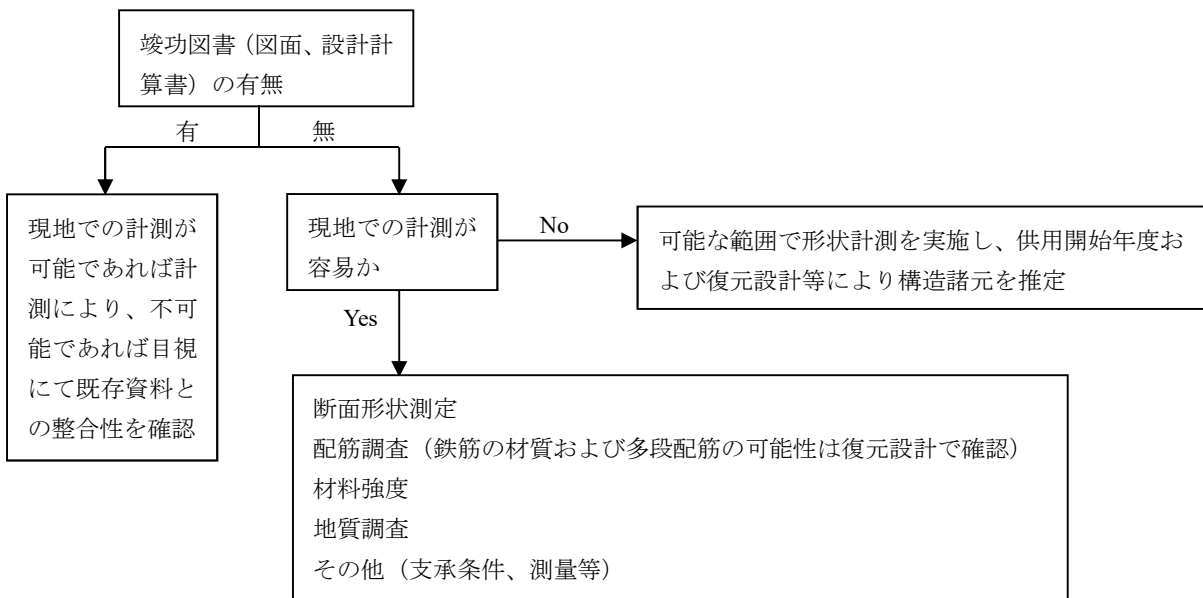 竣功図書（図面、設計計
算書）の有無
有
無
現地での計測が
可能であれば計
測により、不可
能であれば目視
にて既存資料と
の整合性を確認
現地での計測が
容易か
No
可能な範囲で形状計測を実施し、供用開始年度お
よび復元設計等により構造諸元を推定
Yes
断面形状測定
配筋調査（鉄筋の材質および多段配筋の可能性は復元設計で確認）
材料強度
地質調査
その他（支承条件、測量等）